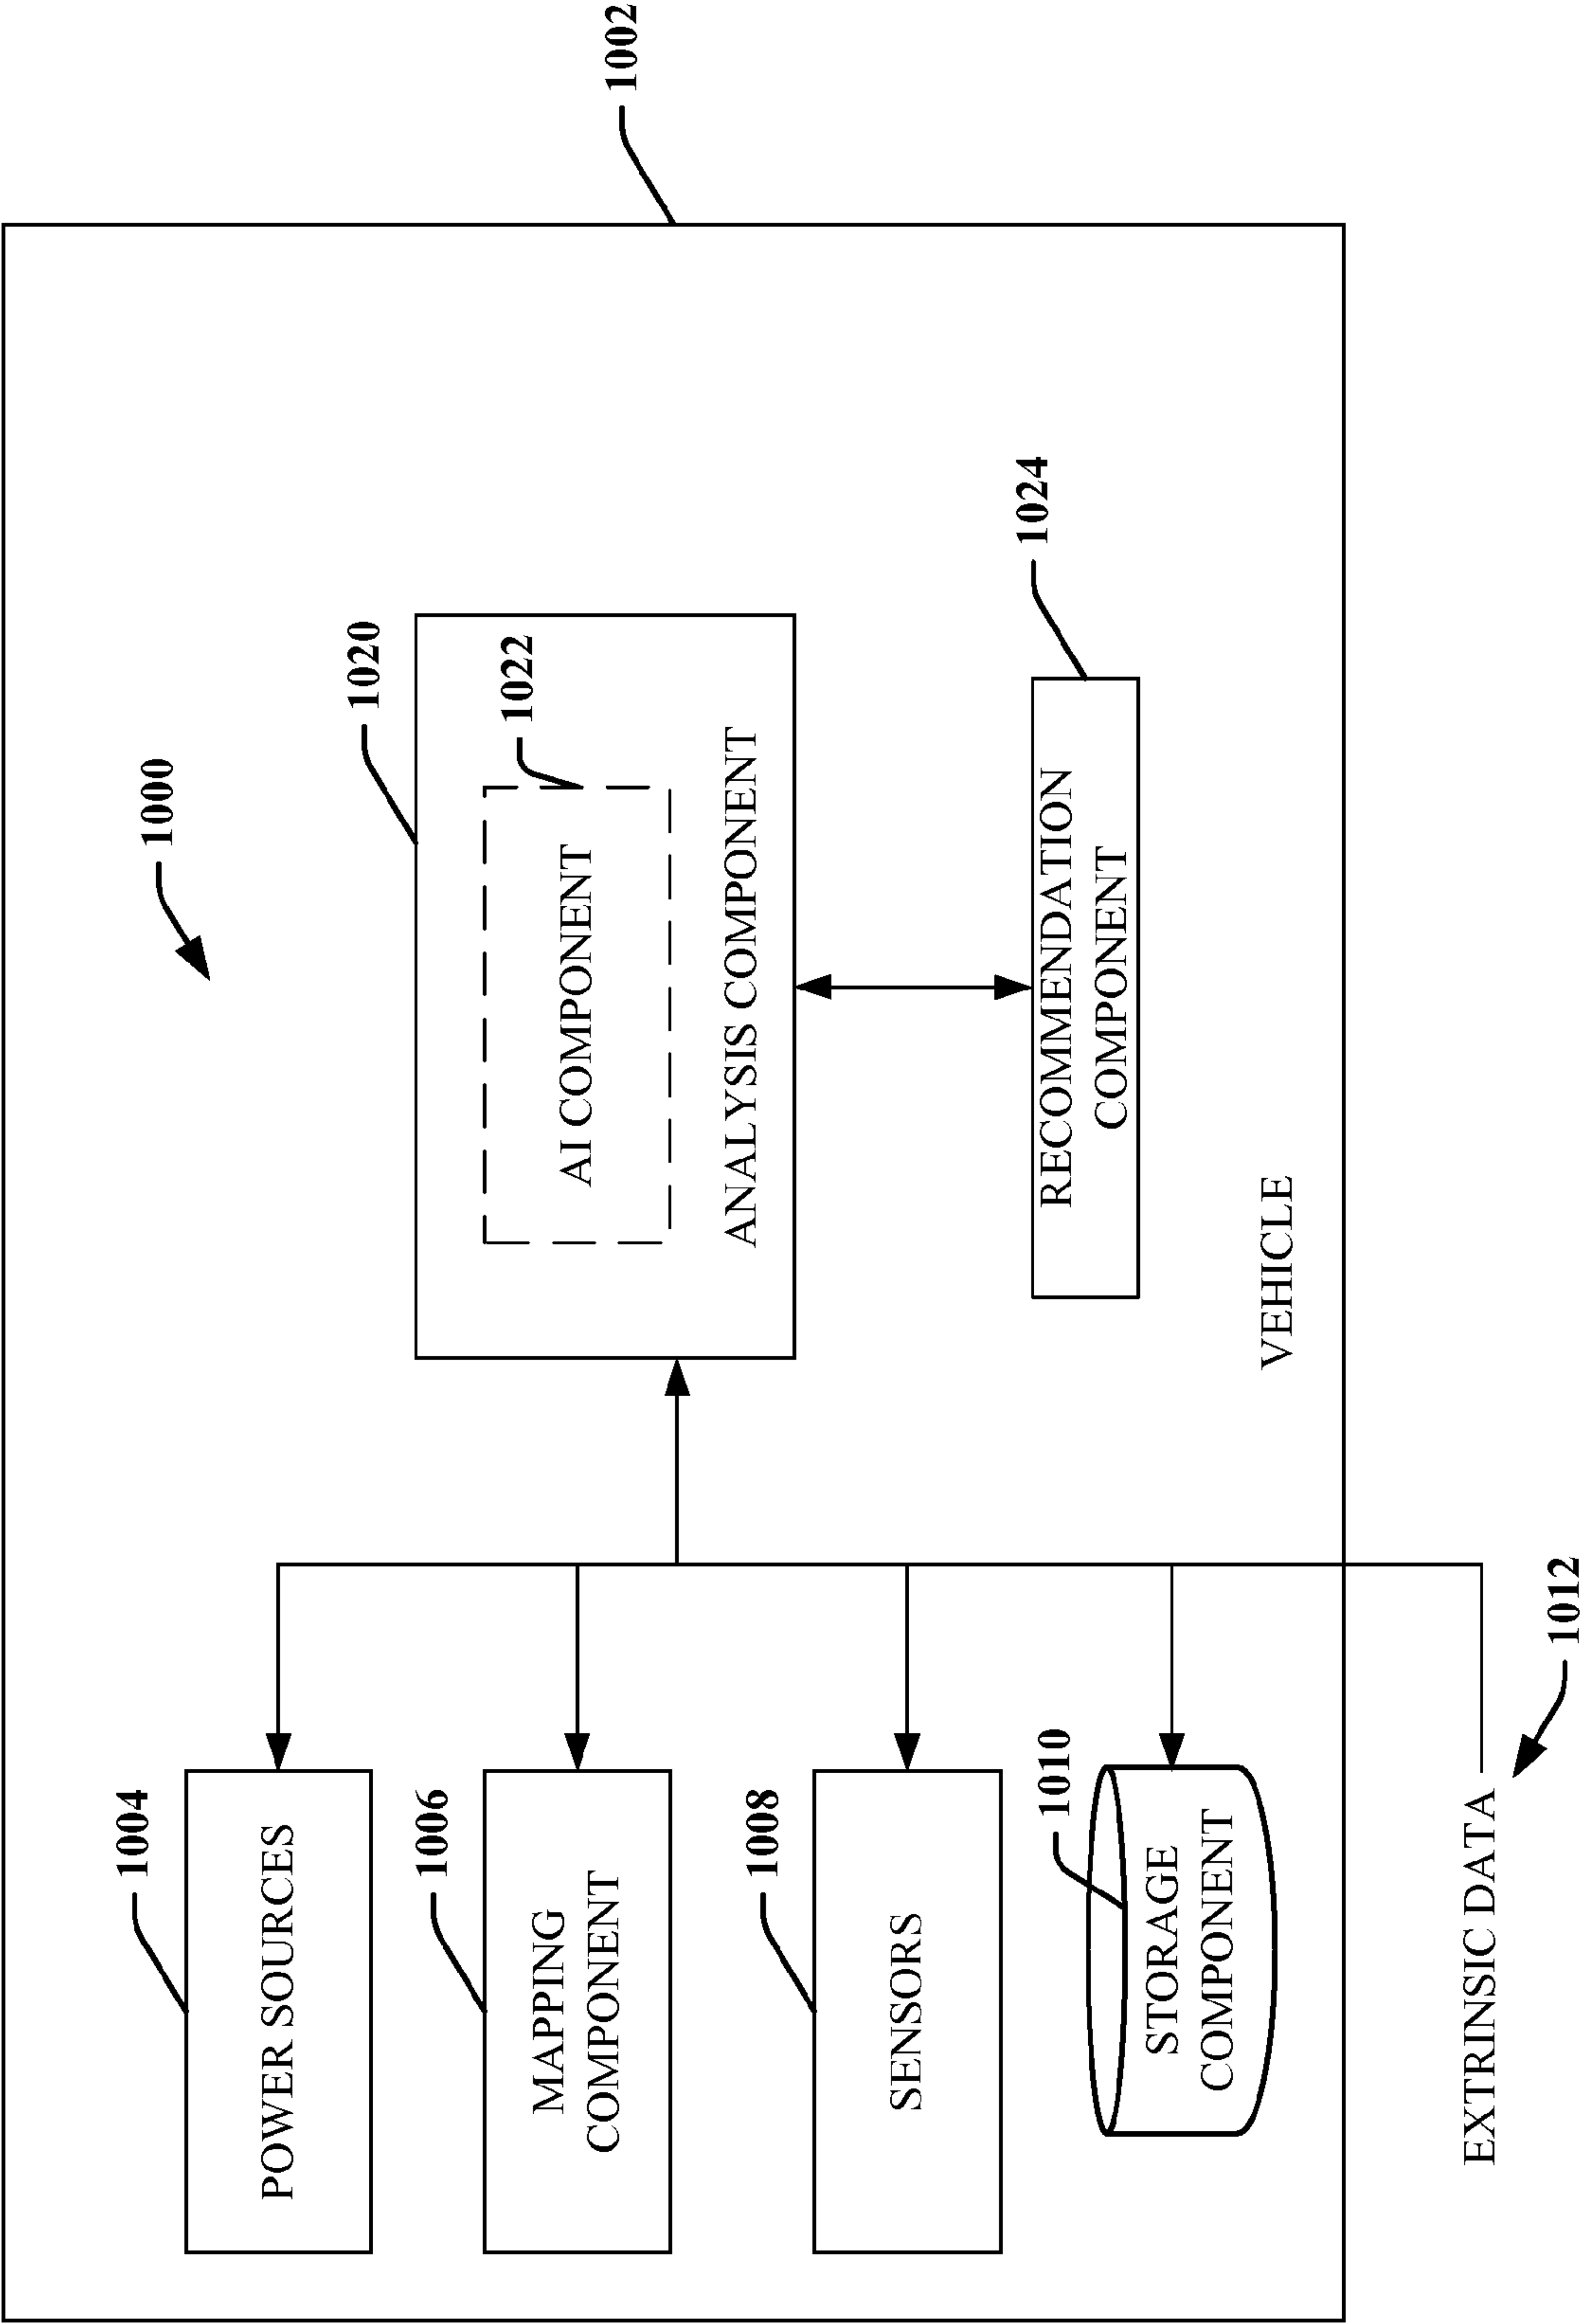 1000
1002
1004
POWER SOURCES
1006
MAPPING
COMPONENT
1008
SENSORS
1010
STORAGE
COMPONENT
1020
1022
AI COMPONENT
ANALYSIS COMPONENT
1024
RECOMMENDATION
COMPONENT
VEHICLE
EXTRINSIC DATA
1012